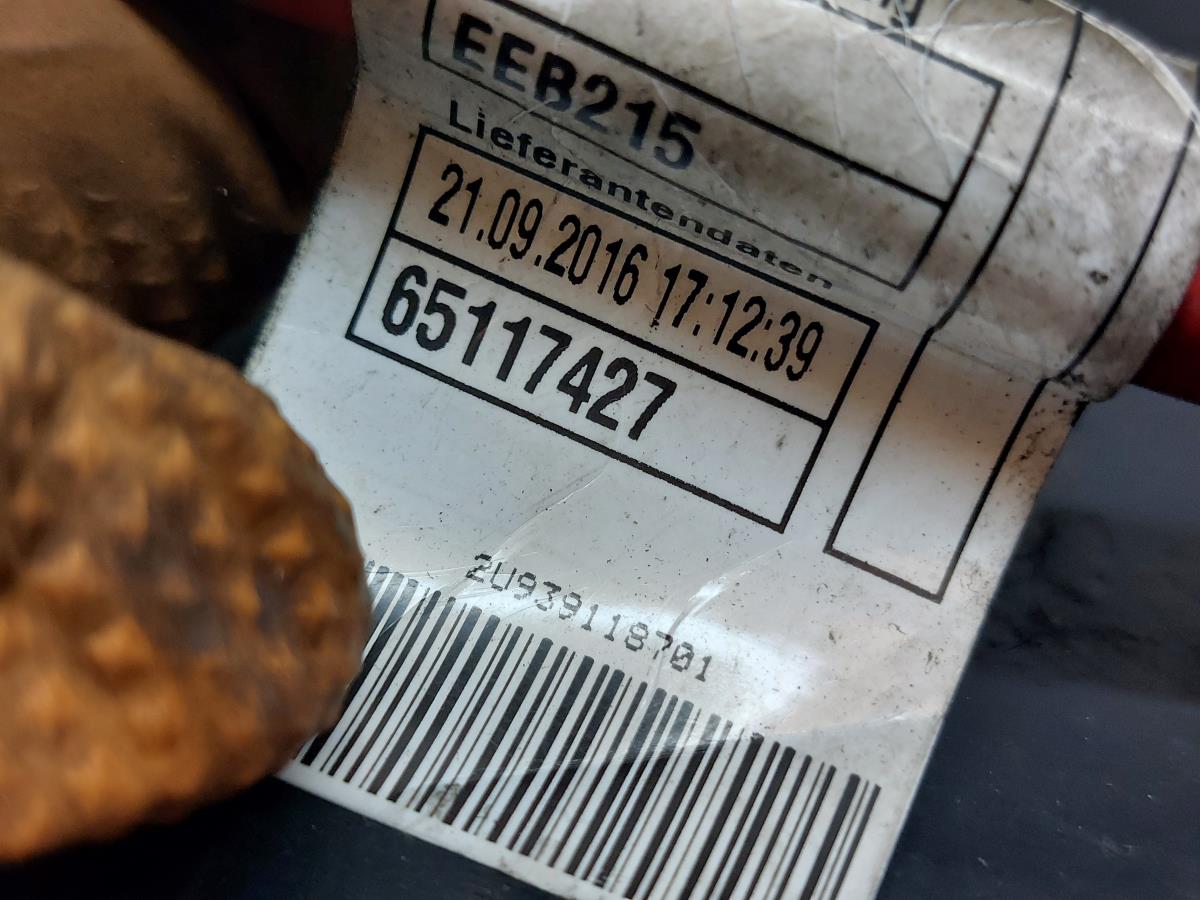 EEB215
Lieferantendaten
21.09.2016 17:12:39
65117427
2U939118701